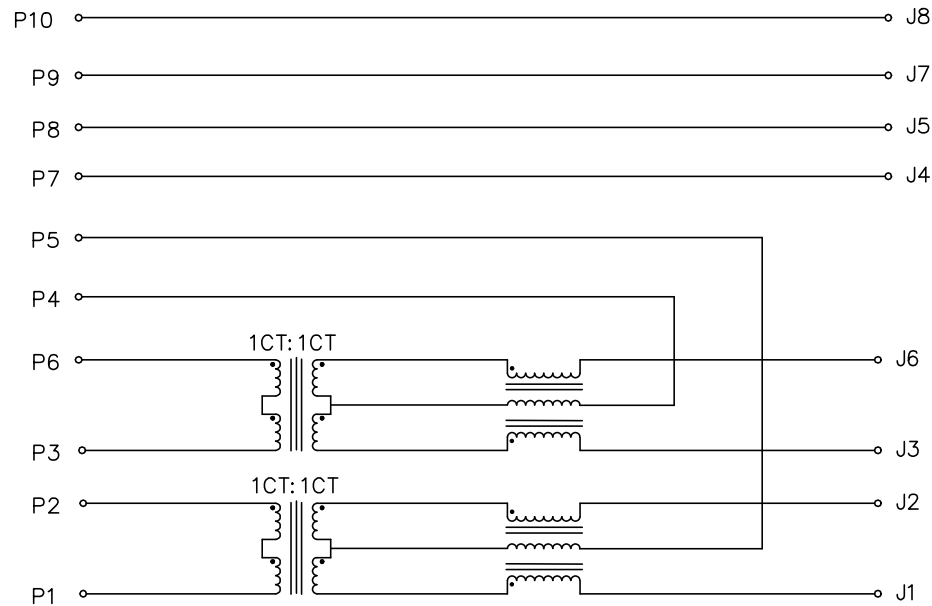 P10 J8
P9 J7
P8 J5
P7 J4
P5
P4
1CT: 1CT
P6 J6
P3 J3
1CT: 1CT
P2 J2
P1 J1